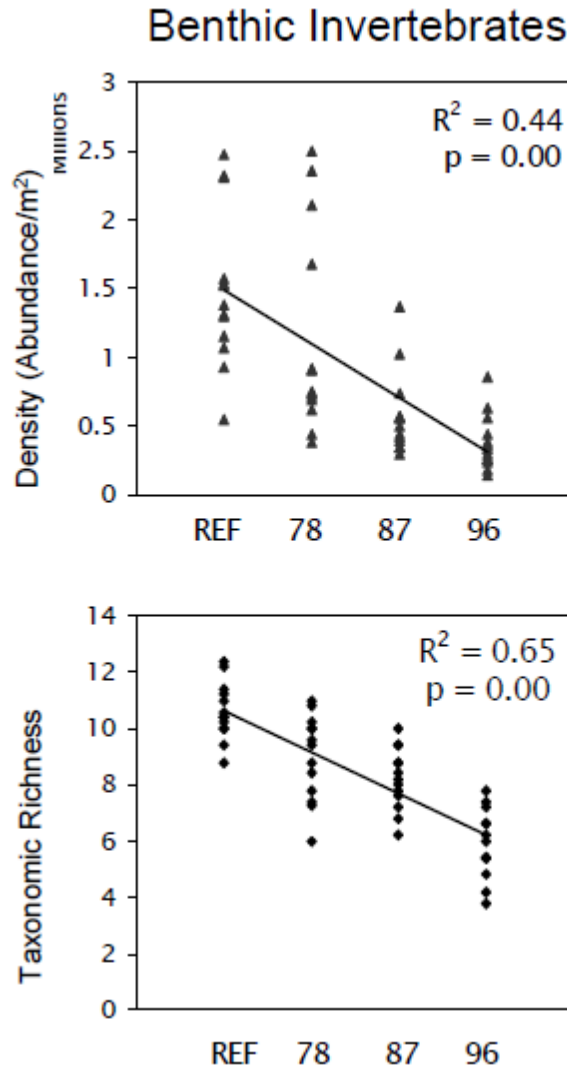 Benthic Invertebrates
Density (Abundance/m²)
Millions
3
2.5
2
1.5
1
0.5
0
R² = 0.44
p = 0.00
REF 78 87 96
Taxonomic Richness
14
12
10
8
6
4
2
0
R² = 0.65
p = 0.00
REF 78 87 96